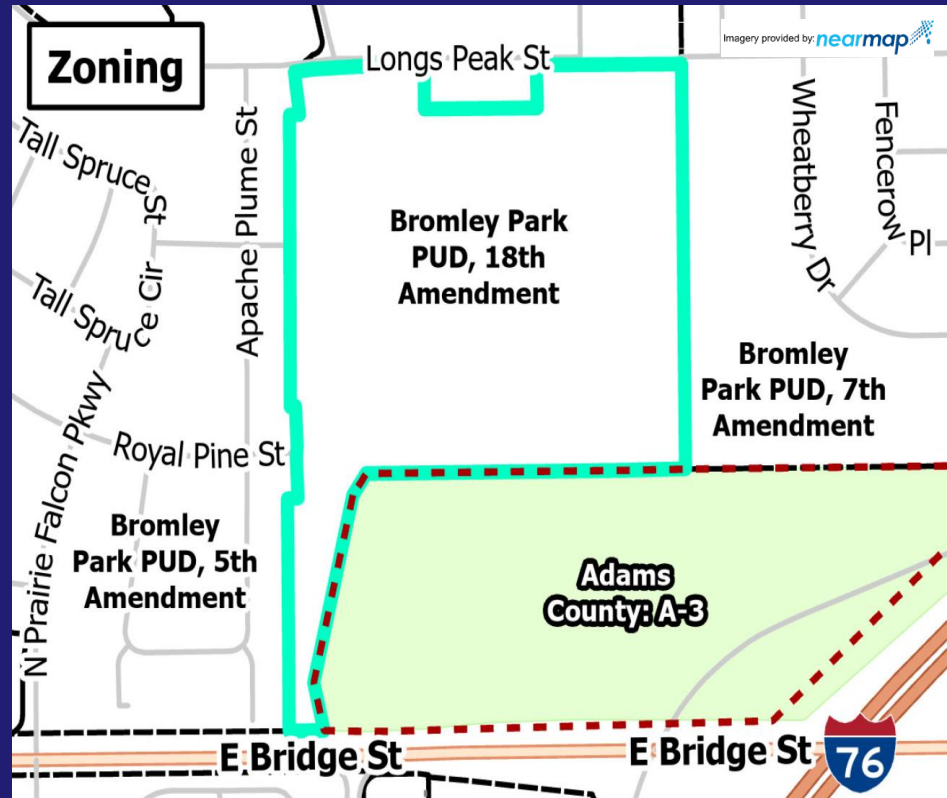 Zoning
Imagery provided by: nearmap
Longs Peak St
Tall Spruce St
Apache Plume St
Wheatberry Dr
Fencerow Pl
Bromley Park
PUD, 18th
Amendment
Tall Spruce Cir
Bromley
Park PUD, 7th
Amendment
N Prairie Falcon Pkwy
Royal Pine St
Bromley
Park PUD, 5th
Amendment
Adams
County: A-3
E Bridge St
E Bridge St
76